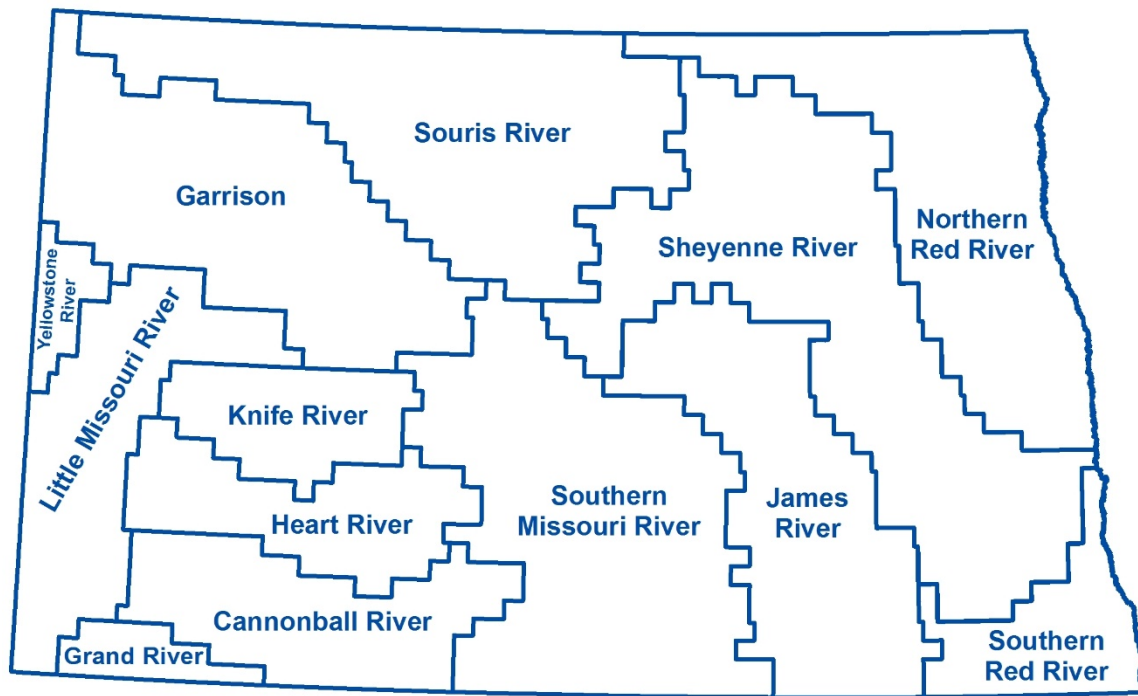 Souris River
Garrison
Northern
Red River
Sheyenne River
Yellowstone
River
Little Missouri River
Knife River
Southern
Missouri River
James
River
Heart River
Cannonball River
Grand River
Southern
Red River